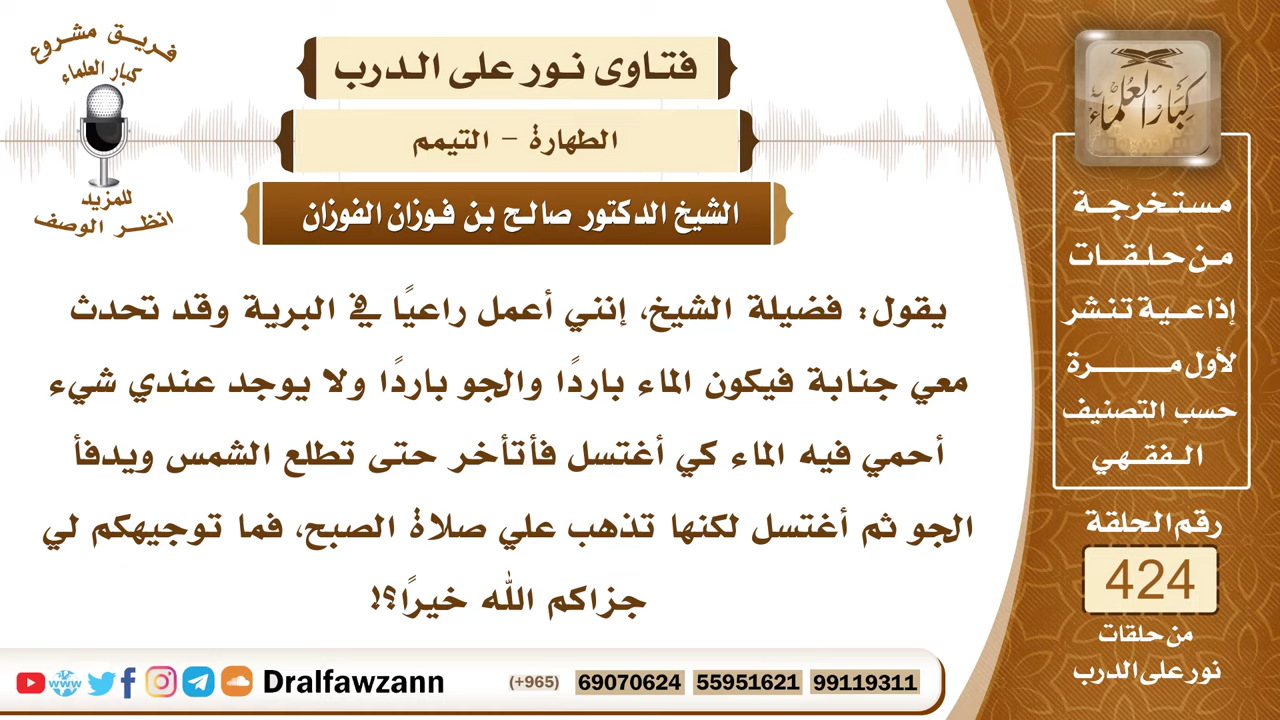 فريق مشروع
كبار العلماء
للمزيد
انظر الوصف
فتاوى نور على الدرب
الطهارة - التيمم
الشيخ الدكتور صالح بن فوزان الفوزان
يقول: فضيلة الشيخ، إنني أعمل راعيًا في البرية وقد تحدث
معي جنابة فيكون الماء باردًا والجو باردًا ولا يوجد عندي شيء
أحمي فيه الماء كي أغتسل فأتأخر حتى تطلع الشمس ويدفأ
الجو ثم أغتسل لكنها تذهب علي صلاة الصبح، فما توجيهكم لي
جزاكم الله خيرًا؟!
كبار العلماء
مستخرجة
من حلقات
إذاعية تنشر
لأول مرة
حسب التصنيف
الفقهي
رقم الحلقة
424
من حلقات
نور على الدرب
www Dralfawzann (+965) 69070624 55951621 99119311